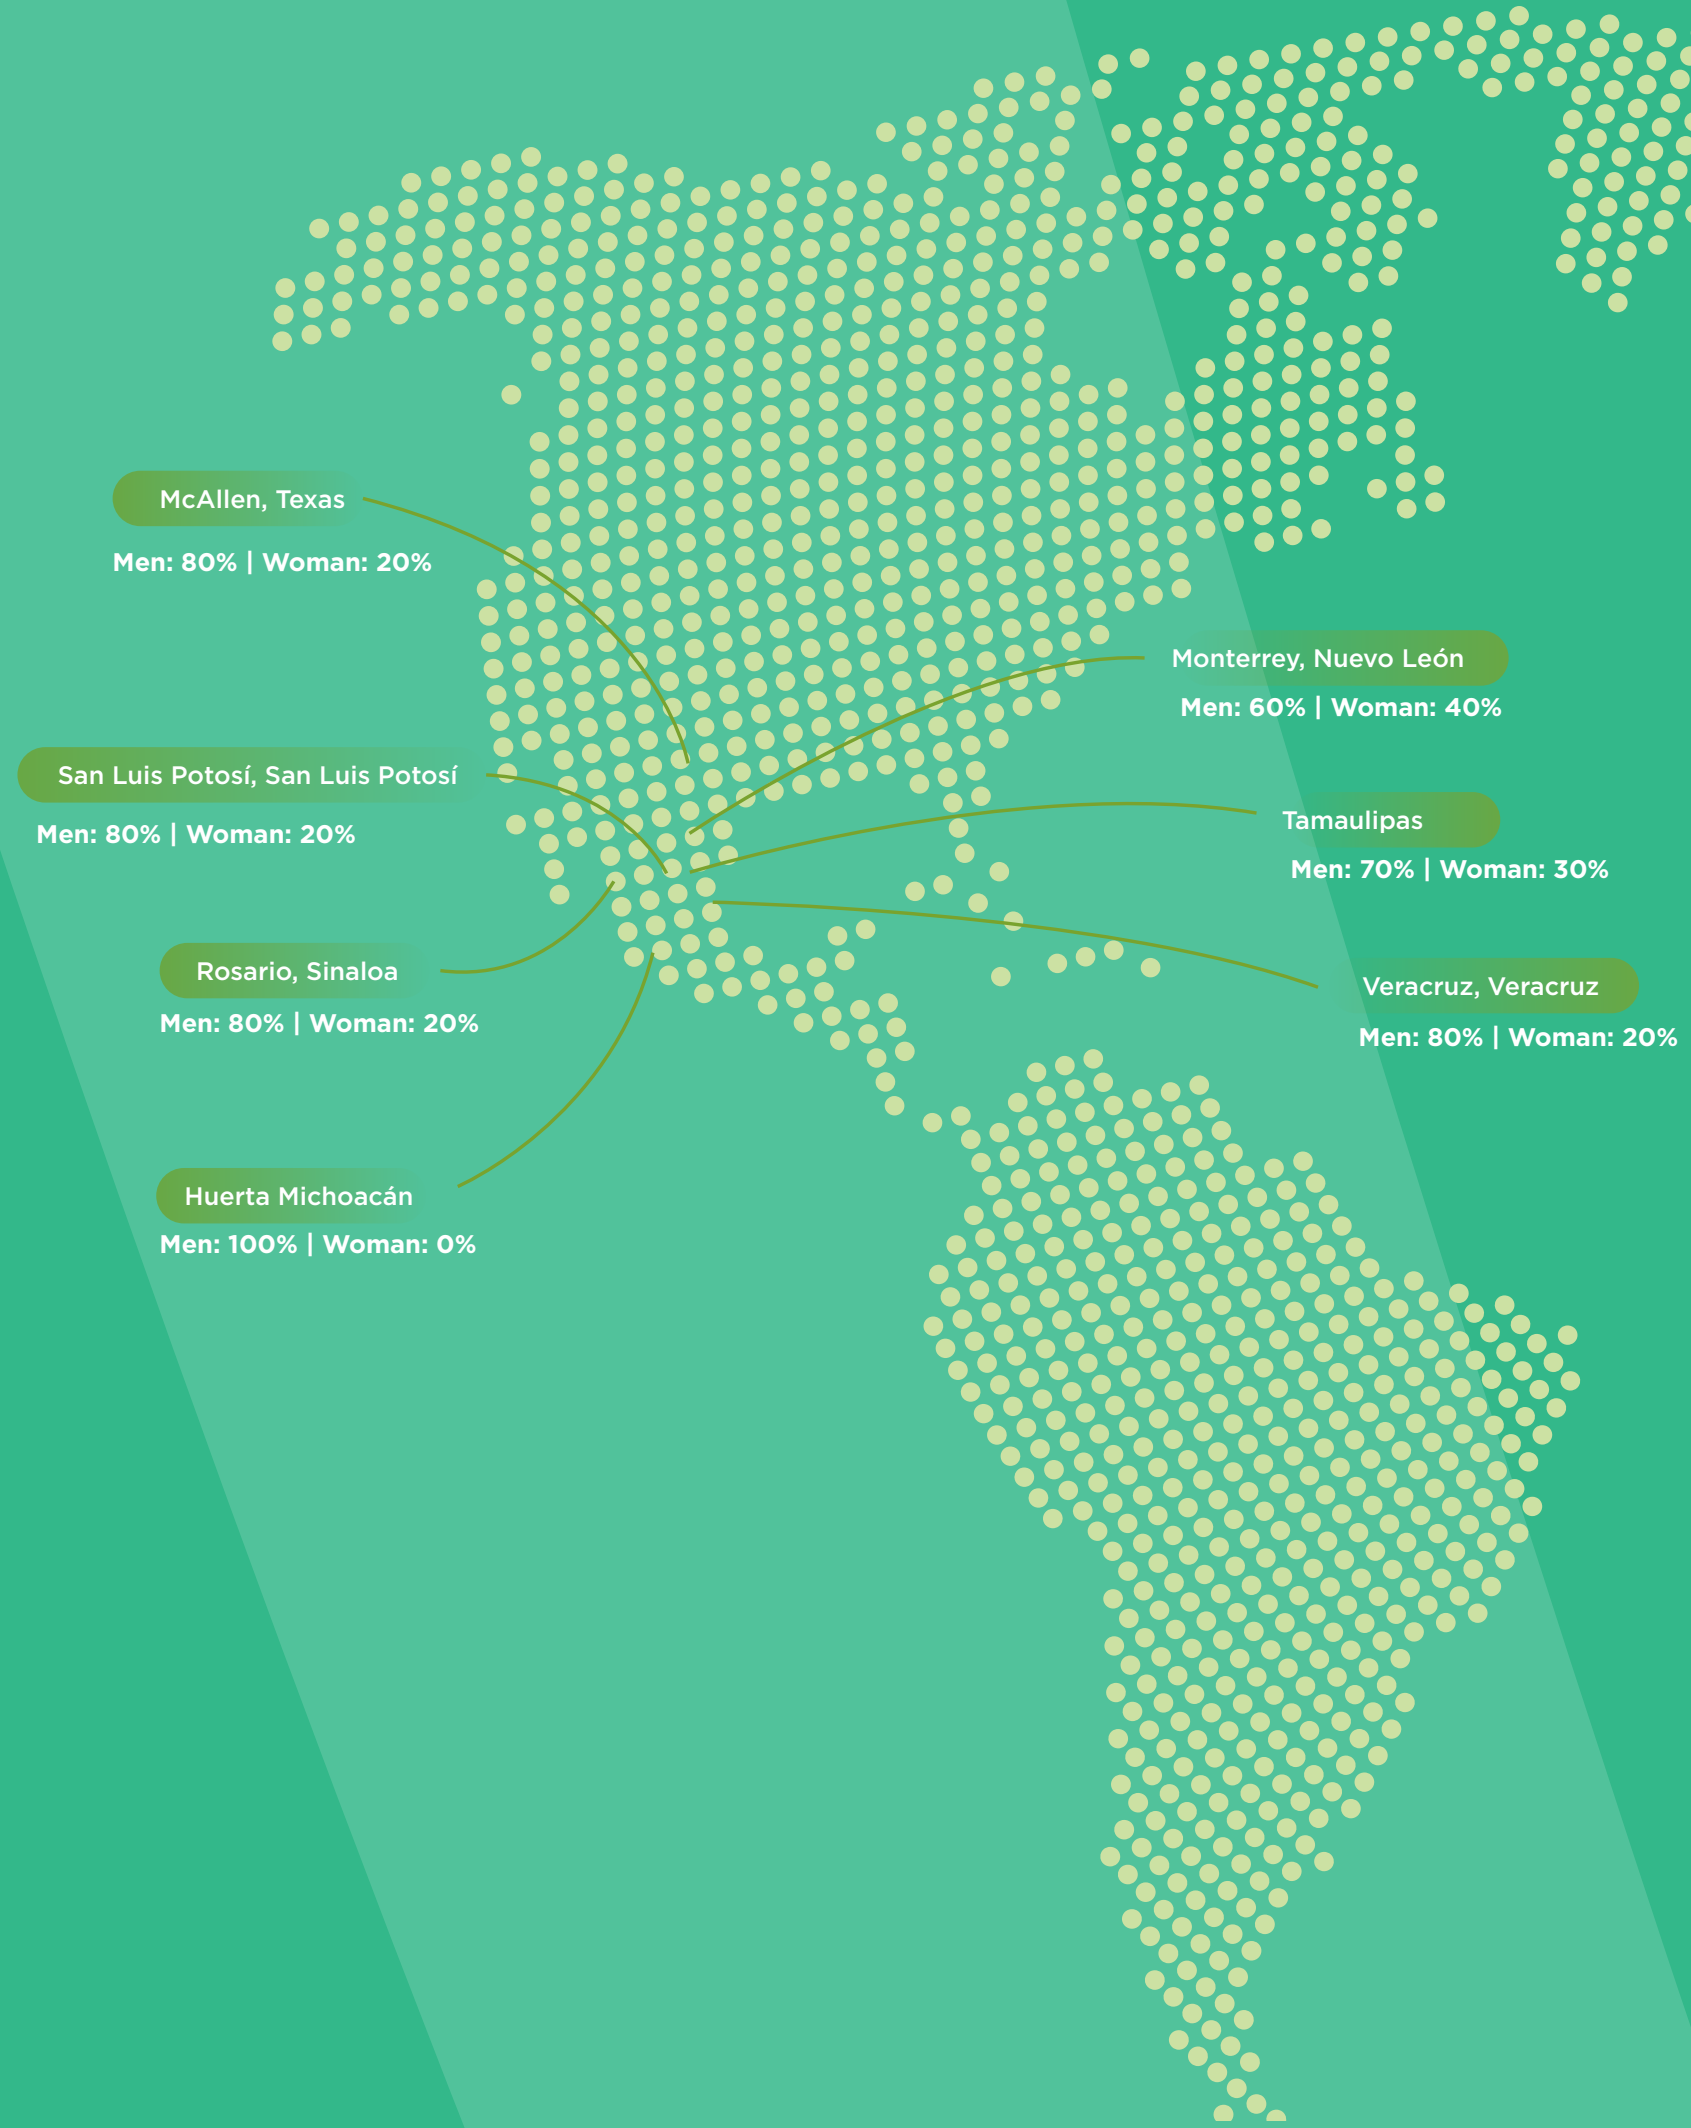 McAllen, Texas
Men: 80% | Woman: 20%
Monterrey, Nuevo León
Men: 60% | Woman: 40%
San Luis Potosí, San Luis Potosí
Men: 80% | Woman: 20%
Tamaulipas
Men: 70% | Woman: 30%
Rosario, Sinaloa
Men: 80% | Woman: 20%
Veracruz, Veracruz
Men: 80% | Woman: 20%
Huerta Michoacán
Men: 100% | Woman: 0%